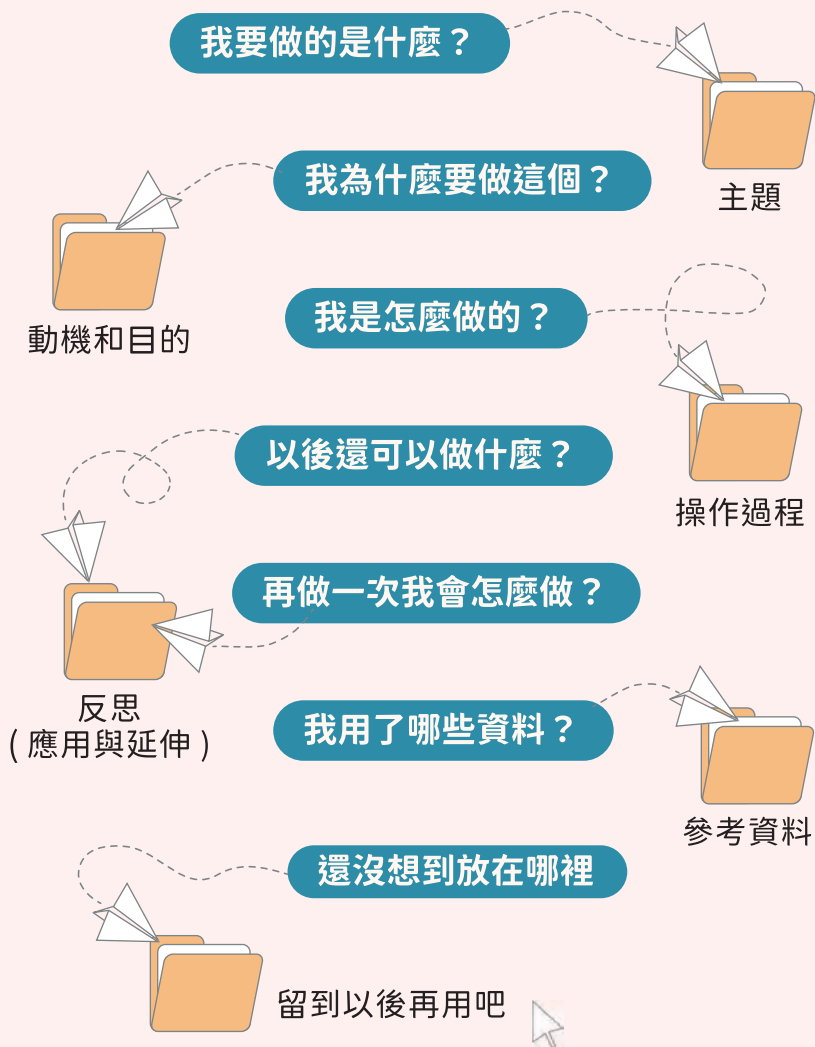 我要做的是什麼？
主題
我為什麼要做這個？
動機和目的
我是怎麼做的？
操作過程
以後還可以做什麼？
再做一次我會怎麼做？
反思
( 應用與延伸 )
我用了哪些資料？
參考資料
還沒想到放在哪裡
留到以後再用吧